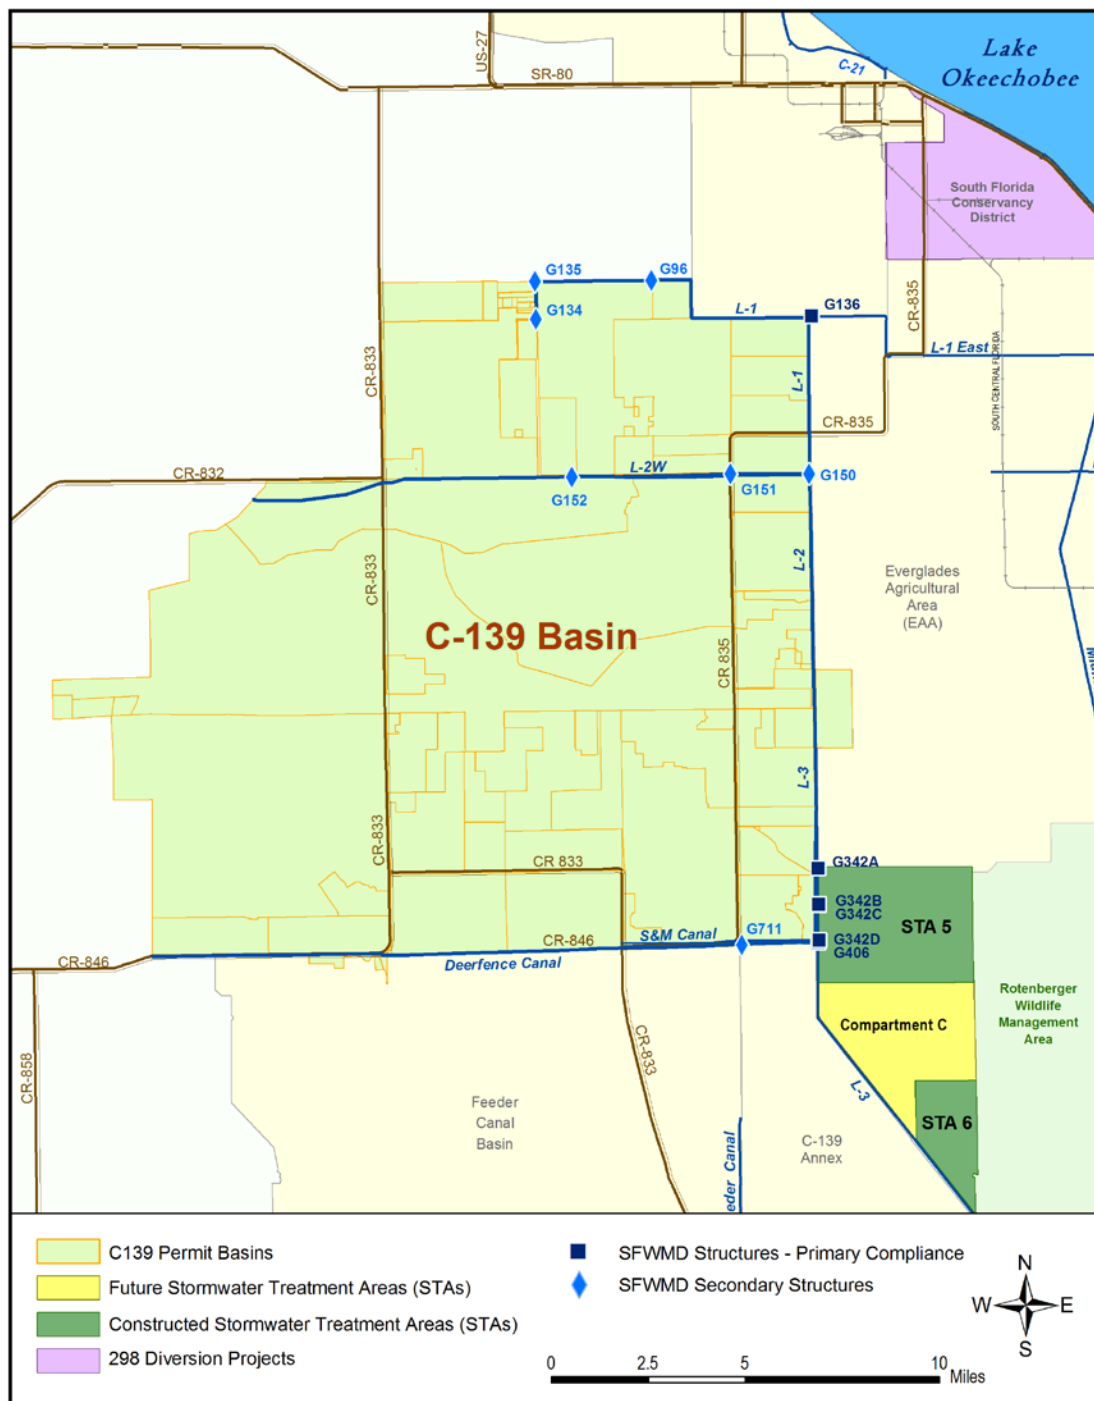 Lake
Okeechobee
US-27
SR-80
C-21
South Florida
Conservancy
District
G135
G96
G134
L-1
G136
CR-835
L-1 East
SOUTH CENTRAL FLORIDA
CR-833
L-1
CR-835
CR-832
L-2W
G152
G151
G150
CR-833
L-2
Everglades
Agricultural
Area
(EAA)
C-139 Basin
CR 835
L-3
CR-833
CR 833
G342A
G342B
G342C
STA 5
G711
S&M Canal
G342D
G406
CR-846
CR-846
Deerfence Canal
Rotenberger
Wildlife
Management
Area
Compartment C
CR-858
CR-833
L-3
Feeder
Canal
Basin
STA 6
C-139
Annex
eder Canal
C139 Permit Basins
Future Stormwater Treatment Areas (STAs)
Constructed Stormwater Treatment Areas (STAs)
298 Diversion Projects
SFWMD Structures - Primary Compliance
SFWMD Secondary Structures
N
W
E
S
0
2.5
5
10
Miles